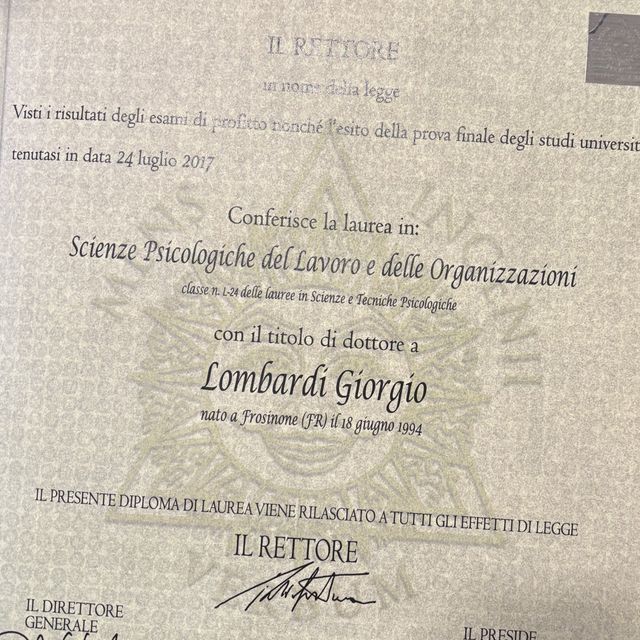 IL RETTORE
in nome della legge
Visti i risultati degli esami di profitto nonché l'esito della prova finale degli studi universit
tenutasi in data 24 luglio 2017
Conferisce la laurea in:
Scienze Psicologiche del Lavoro e delle Organizzazioni
classe n. L-24 delle lauree in Scienze e Tecniche Psicologiche
con il titolo di dottore a
Lombardi Giorgio
nato a Frosinone (FR) il 18 giugno 1994
IL PRESENTE DIPLOMA DI LAUREA VIENE RILASCIATO A TUTTI GLI EFFETTI DI LEGGE
IL RETTORE
IL DIRETTORE
GENERALE
IL PRESIDE
MENS INGENII